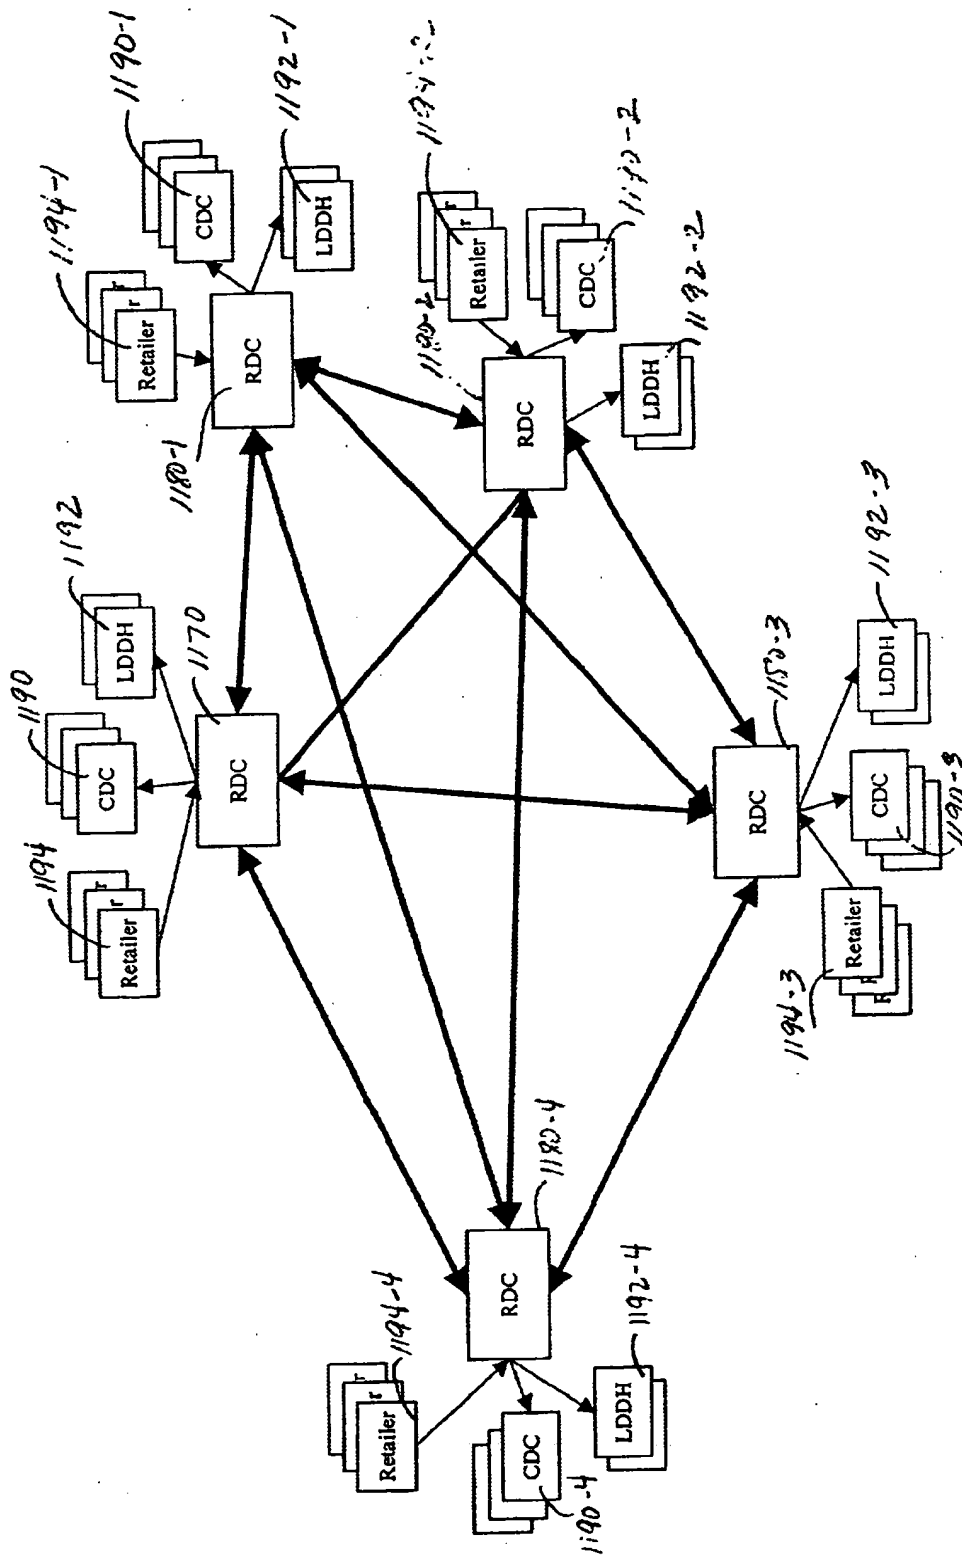 1194
r
r
Retailer
1190
CDC
1192
LDDH
1170
RDC
1194-1
r
r
Retailer
1190-1
CDC
1192-1
LDDH
1180-1
RDC
1194-4
r
r
Retailer
RDC
1180-4
CDC
1190-4
LDDH
1192-4
r
r
Retailer
RDC
CDC
LDDH
1192-2
RDC
Retailer
R
R
1194-3
CDC
1190-3
LDDH
1192-3